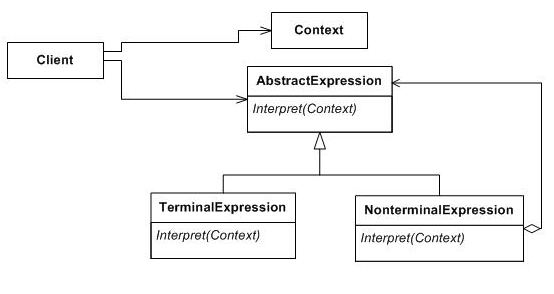 Context
Client
AbstractExpression
Interpret(Context)
TerminalExpression
Interpret(Context)
NonterminalExpression
Interpret(Context)